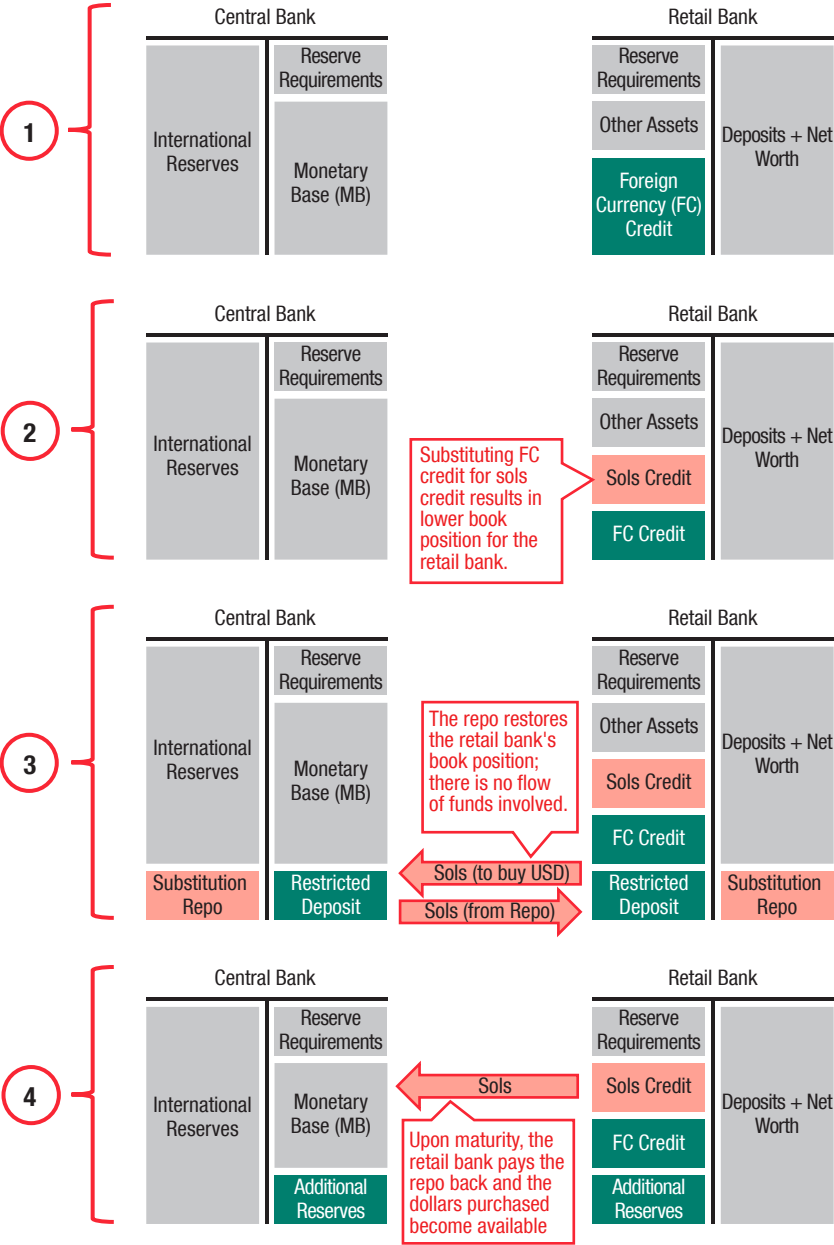 Central Bank
Retail Bank
1
International
Reserves
Reserve
Requirements
Monetary
Base (MB)
Reserve
Requirements
Other Assets
Foreign
Currency (FC)
Credit
Deposits + Net
Worth
Central Bank
Retail Bank
2
International
Reserves
Reserve
Requirements
Monetary
Base (MB)
Substituting FC
credit for sols
credit results in
lower book
position for the
retail bank.
Reserve
Requirements
Other Assets
Sols Credit
FC Credit
Deposits + Net
Worth
Central Bank
Retail Bank
3
International
Reserves
Substitution
Repo
Reserve
Requirements
Monetary
Base (MB)
Restricted
Deposit
The repo restores
the retail bank's
book position;
there is no flow
of funds involved.
Sols (to buy USD)
Sols (from Repo)
Reserve
Requirements
Other Assets
Sols Credit
FC Credit
Restricted
Deposit
Deposits + Net
Worth
Substitution
Repo
Central Bank
Retail Bank
4
International
Reserves
Reserve
Requirements
Monetary
Base (MB)
Additional
Reserves
Sols
Upon maturity, the
retail bank pays the
repo back and the
dollars purchased
become available
Reserve
Requirements
Sols Credit
FC Credit
Additional
Reserves
Deposits + Net
Worth